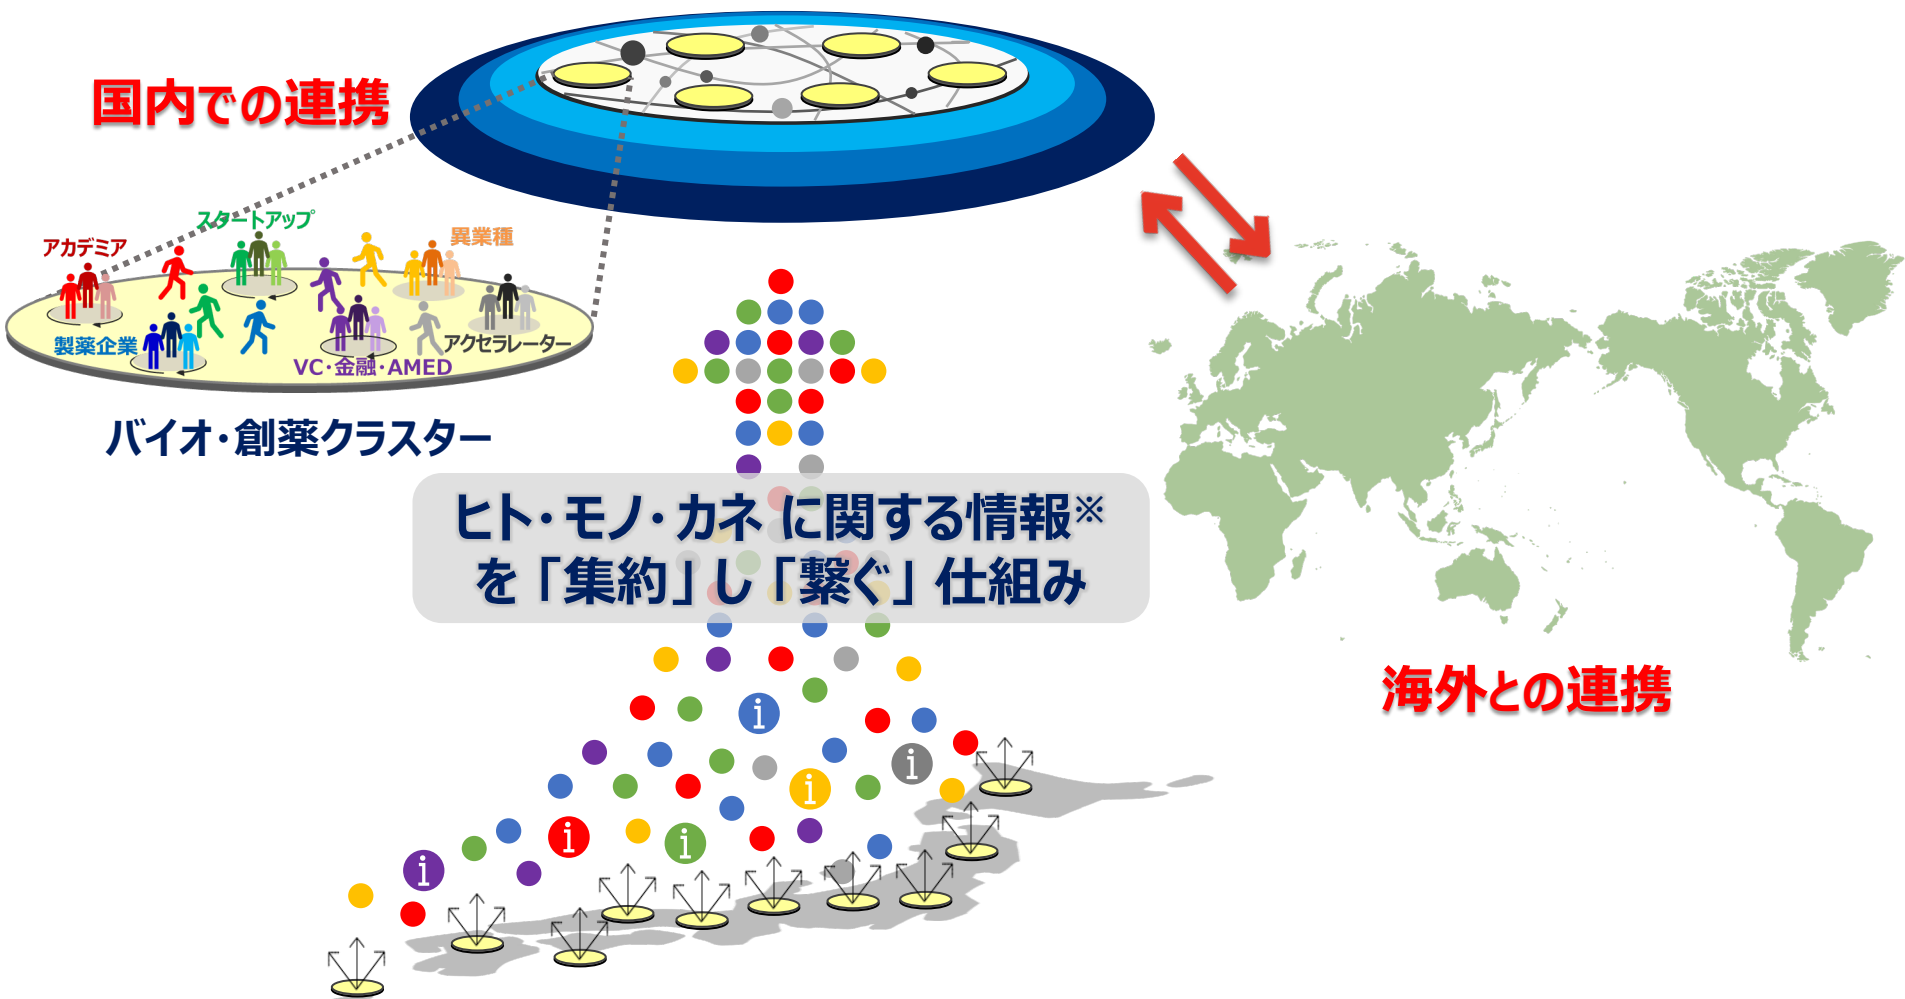 国内での連携
スタートアップ
アカデミア
異業種
製薬企業
アクセラレーター
VC・金融・AMED
バイオ・創薬クラスター
ヒト・モノ・カネ に関する情報※
を「集約」し「繋ぐ」仕組み
海外との連携
i
i
i
i
i
i